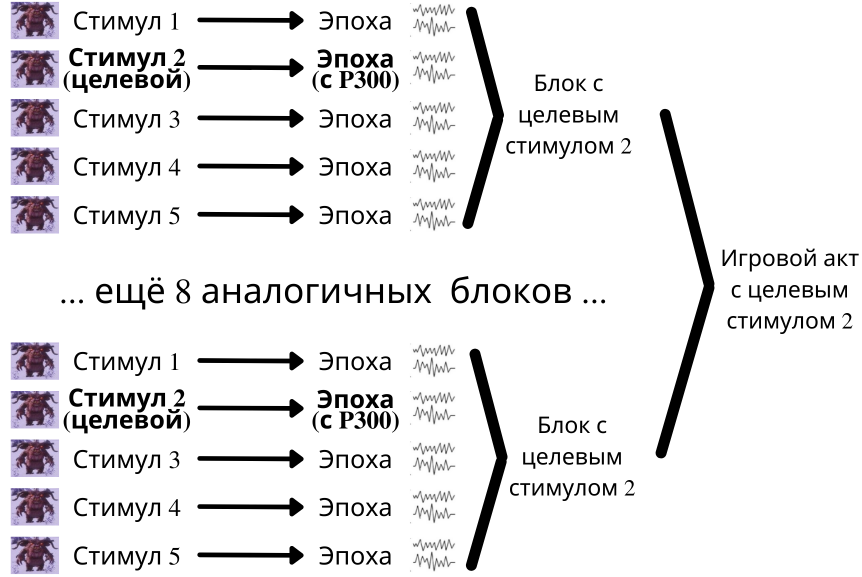 Стимул 1 Эпоха
Стимул 2 (целевой) Эпоха (с P300)
Стимул 3 Эпоха
Стимул 4 Эпоха
Стимул 5 Эпоха
Блок с
целевым
стимулом 2
... ещё 8 аналогичных блоков ...
Стимул 1 Эпоха
Стимул 2 (целевой) Эпоха (с P300)
Стимул 3 Эпоха
Стимул 4 Эпоха
Стимул 5 Эпоха
Блок с
целевым
стимулом 2
Игровой акт
с целевым
стимулом 2